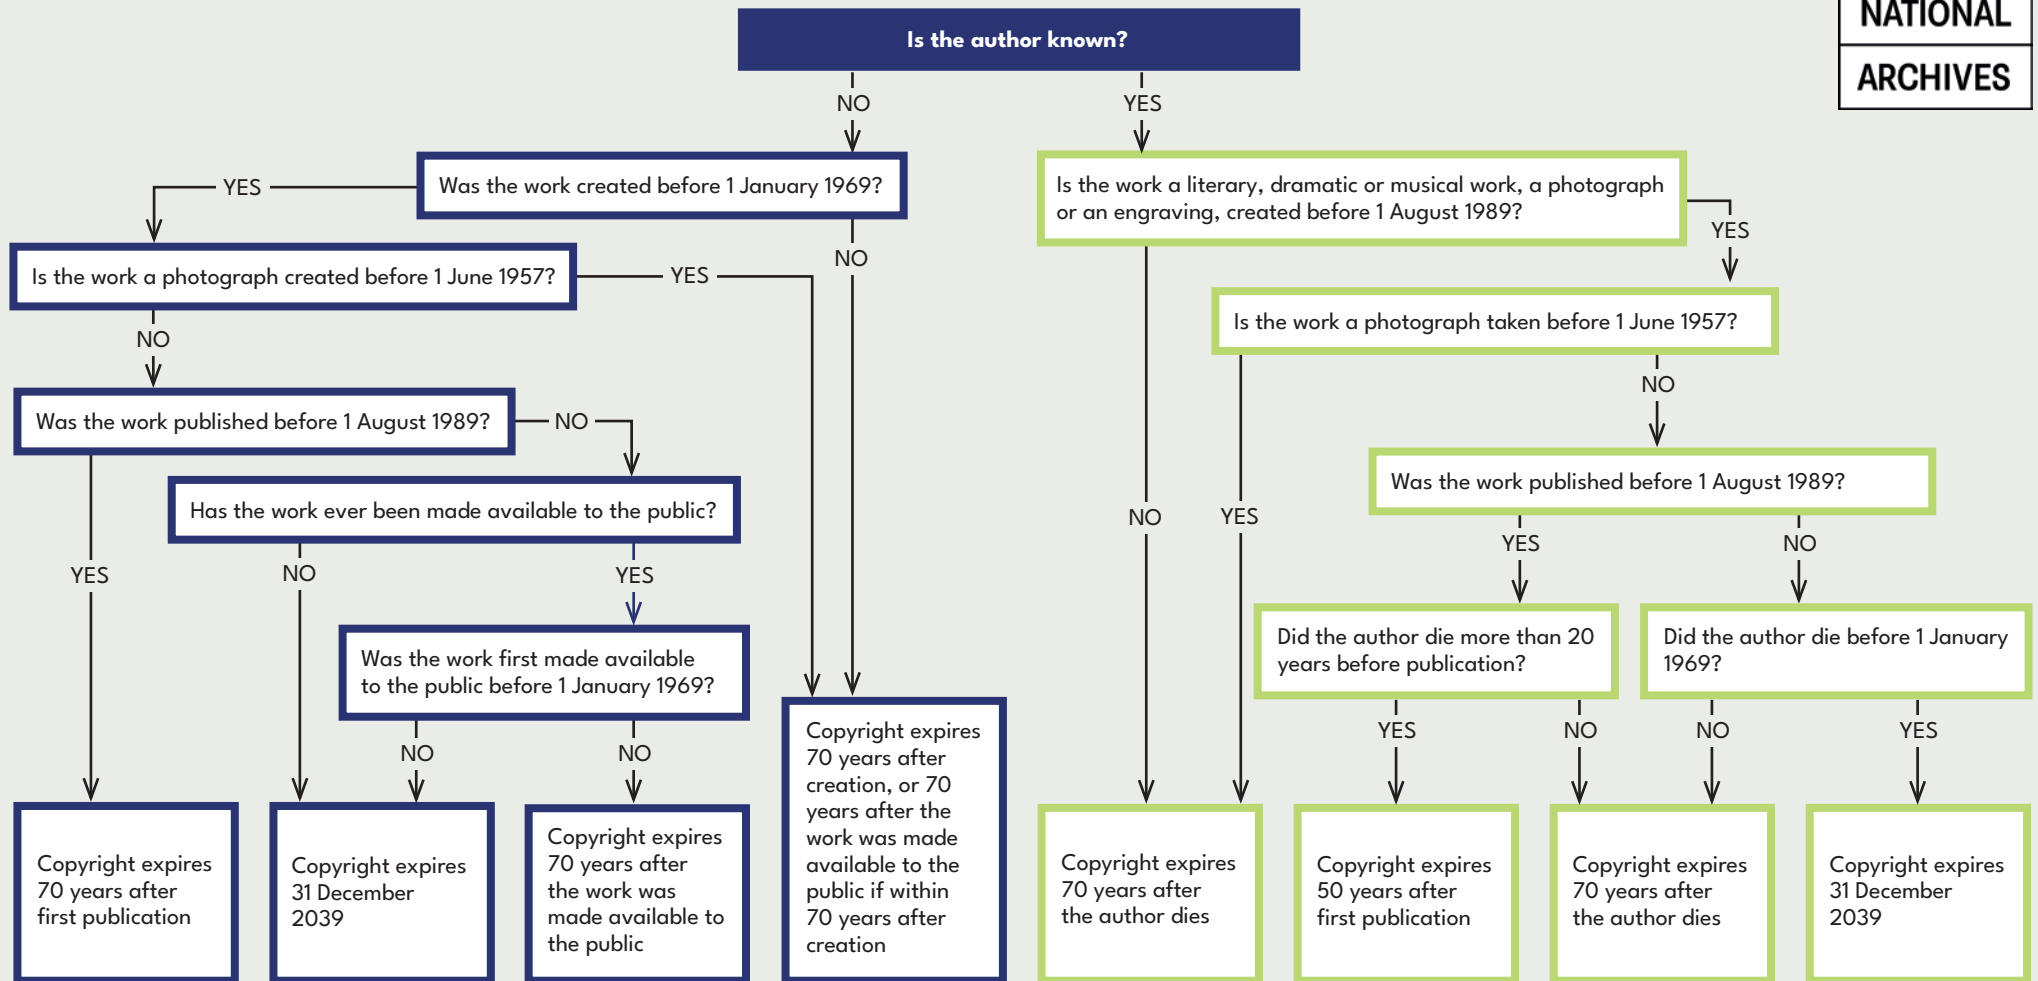 NATIONAL
ARCHIVES
Is the author known?
NO
YES
Was the work created before 1 January 1969?
YES
NO
Is the work a literary, dramatic or musical work, a photograph
or an engraving, created before 1 August 1989?
YES
NO
Is the work a photograph created before 1 June 1957?
YES
NO
Is the work a photograph taken before 1 June 1957?
YES
NO
Was the work published before 1 August 1989?
NO
YES
Has the work ever been made available to the public?
NO
YES
Was the work first made available
to the public before 1 January 1969?
NO
NO
Was the work published before 1 August 1989?
YES
NO
Did the author die more than 20
years before publication?
YES
NO
Did the author die before 1 January
1969?
NO
YES
Copyright expires
70 years after
first publication
Copyright expires
31 December
2039
Copyright expires
70 years after
the work was
made available to
the public
Copyright expires
70 years after
creation, or 70
years after the
work was made
available to the
public if within
70 years after
creation
Copyright expires
70 years after
the author dies
Copyright expires
50 years after
first publication
Copyright expires
70 years after
the author dies
Copyright expires
31 December
2039